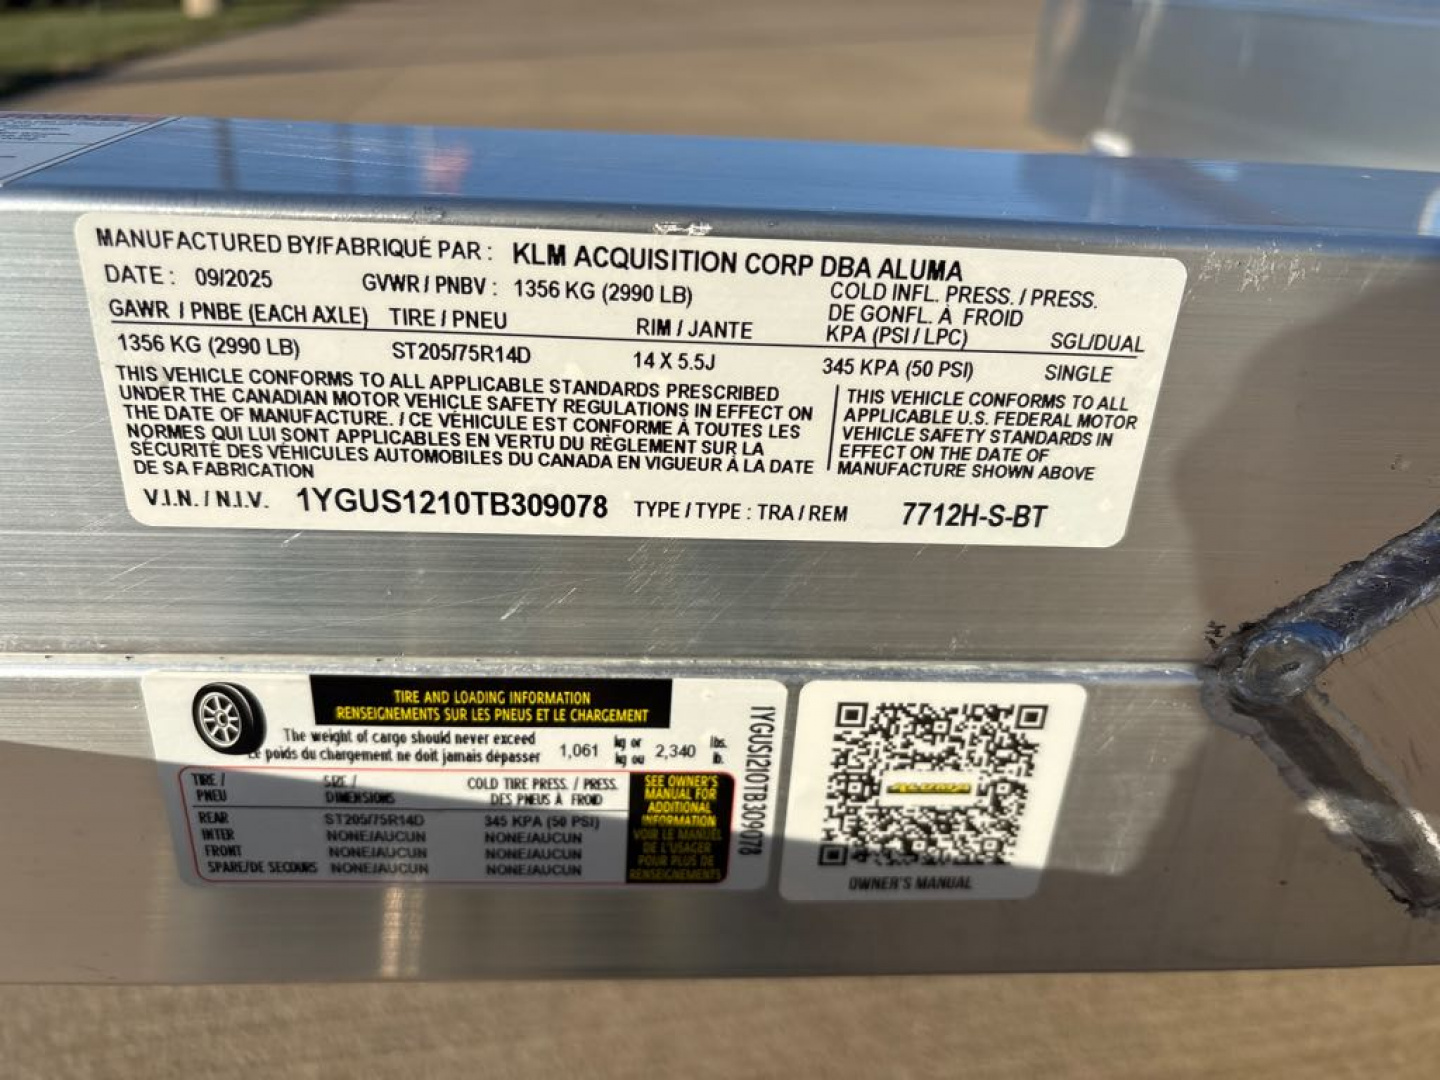 MANUFACTURED BY/FABRIQUÉ PAR : KLM ACQUISITION CORP DBA ALUMA
DATE : 09/2025 GVWR / PNBV : 1356 KG (2990 LB)
COLD INFL. PRESS. / PRESS.
DE GONFL. À FROID
GAWR / PNBE (EACH AXLE) TIRE / PNEU RIM / JANTE KPA (PSI / LPC) SGL/DUAL
1356 KG (2990 LB) ST205/75R14D 14 X 5.5J 345 KPA (50 PSI) SINGLE
THIS VEHICLE CONFORMS TO ALL APPLICABLE STANDARDS PRESCRIBED
UNDER THE CANADIAN MOTOR VEHICLE SAFETY REGULATIONS IN EFFECT ON
THE DATE OF MANUFACTURE. / CE VÉHICULE EST CONFORME À TOUTES LES
NORMES QUI LUI SONT APPLICABLES EN VERTU DU RÈGLEMENT SUR LA
SÉCURITÉ DES VÉHICULES AUTOMOBILES DU CANADA EN VIGUEUR À LA DATE
DE SA FABRICATION
THIS VEHICLE CONFORMS TO ALL
APPLICABLE U.S. FEDERAL MOTOR
VEHICLE SAFETY STANDARDS IN
EFFECT ON THE DATE OF
MANUFACTURE SHOWN ABOVE
V.I.N. / N.I.V. 1YGUS1210TB309078 TYPE / TYPE : TRA / REM 7712H-S-BT
TIRE AND LOADING INFORMATION
RENSEIGNEMENTS SUR LES PNEUS ET LE CHARGEMENT
The weight of cargo should never exceed
Le poids du chargement ne doit jamais dépasser
1,061 kg or 2,340 lbs.
kg ou lb.
TIRE / SIZE / COLD TIRE PRESS. / PRESS.
PNEU DIMENSIONS DES PNEUS À FROID
REAR ST205/75R14D 345 KPA (50 PSI)
INTER NONE/AUCUN NONE/AUCUN
FRONT NONE/AUCUN NONE/AUCUN
SPARE/DE SECOURS NONE/AUCUN NONE/AUCUN
SEE OWNER'S
MANUAL FOR
ADDITIONAL
INFORMATION
VOIR LE MANUEL
DE L'USAGER
POUR PLUS DE
RENSEIGNEMENTS
1YGUS1210TB309078
ALUMA
OWNER'S MANUAL